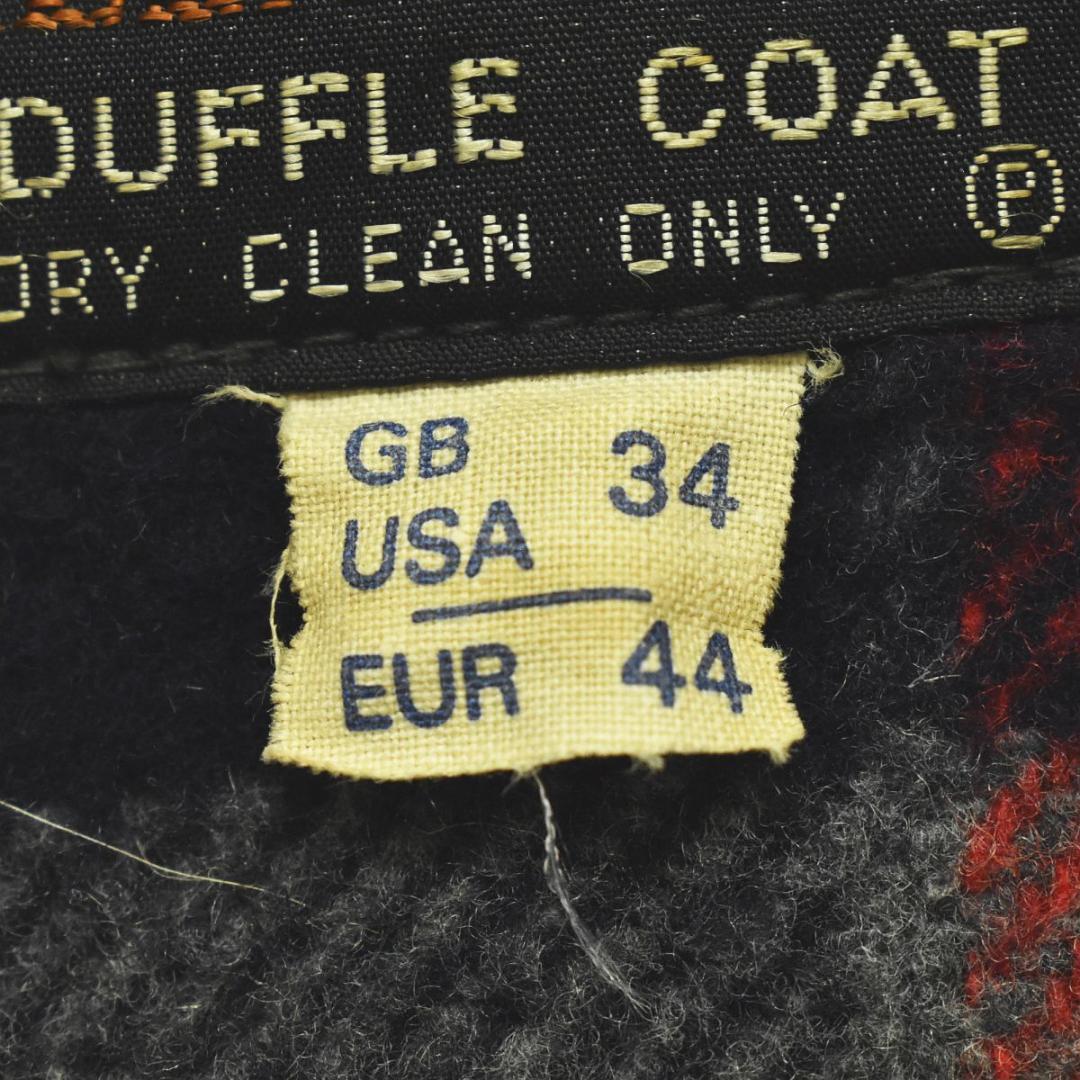 DUFFLE COAT
DRY CLEAN ONLY Ⓟ
GB
USA 34
EUR 44